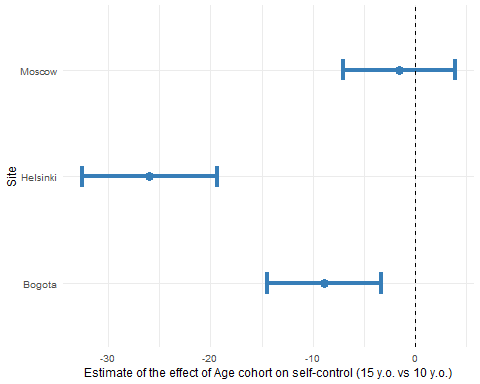 Moscow
Helsinki
Bogota
Site
-30 -20 -10 0
Estimate of the effect of Age cohort on self-control (15 y.o. vs 10 y.o.)